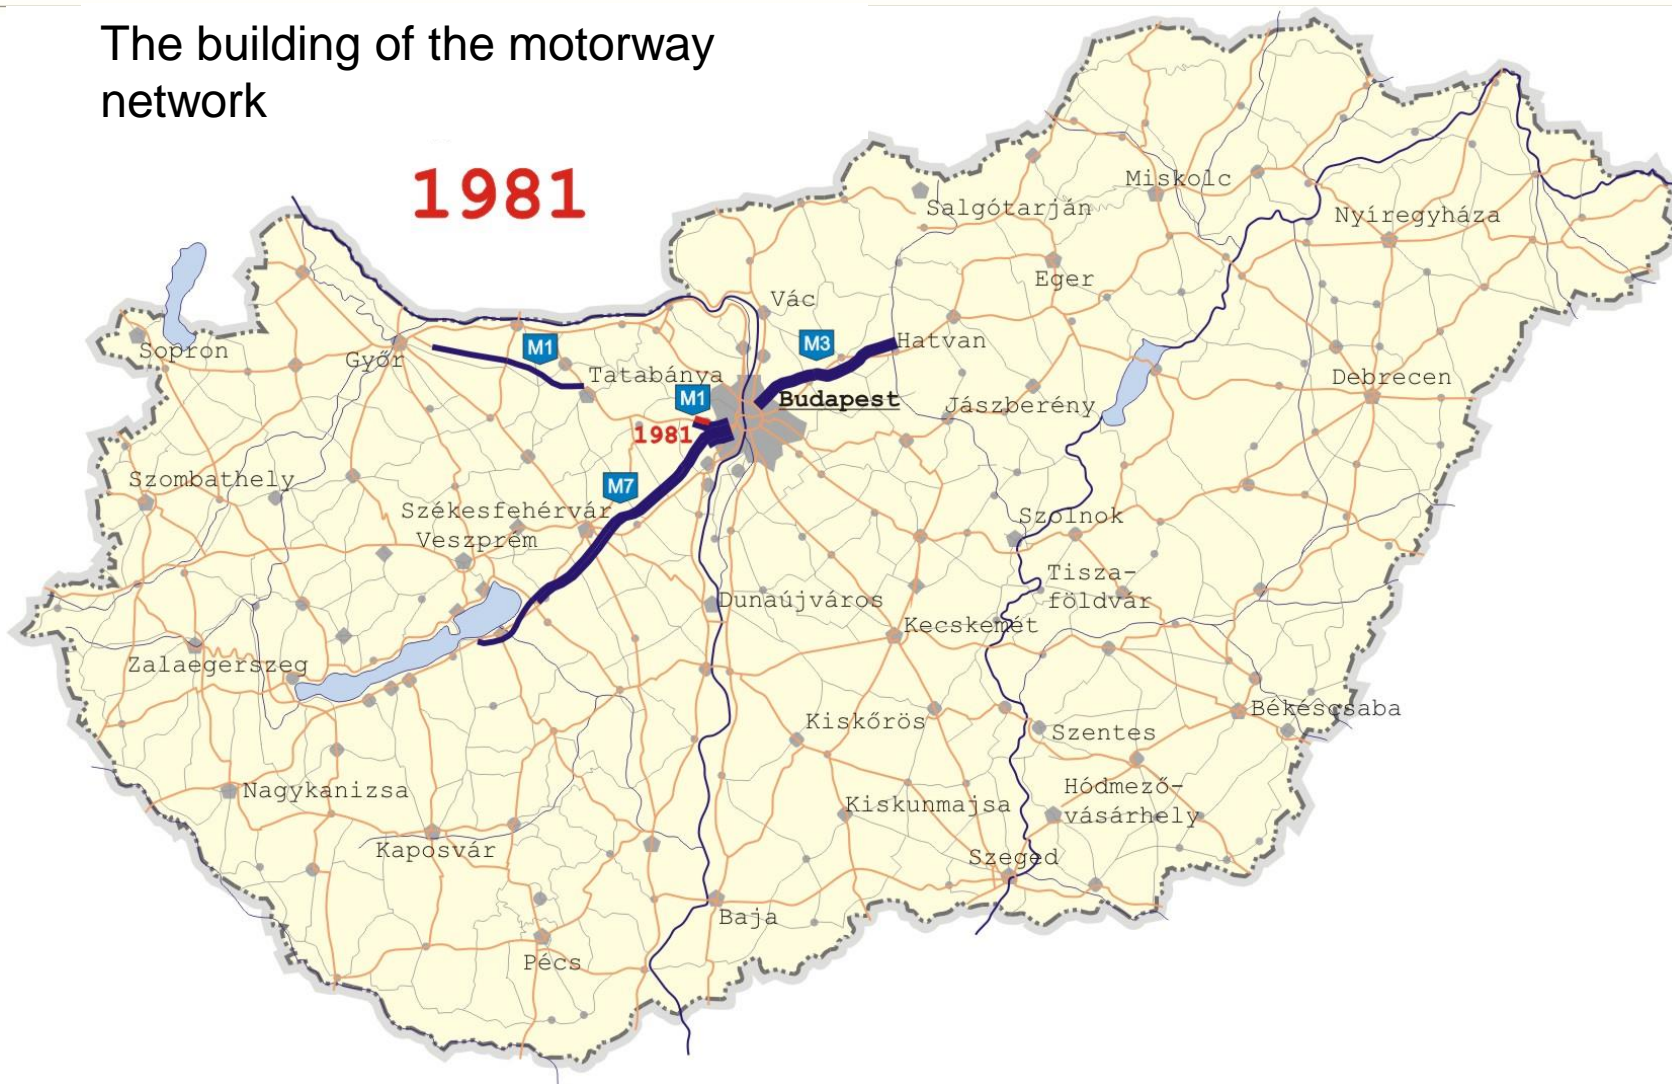 The building of the motorway
network
1981
Miskolc
Salgótarján
Nyíregyháza
Eger
Vác
M3
Hatvan
Sopron
Győr
M1
Tatabánya
Debrecen
M1
Budapest
Jászberény
1981
Szombathely
M7
Székesfehérvár
Veszprém
Szolnok
Tisza-
földvár
Dunaújváros
Kecskemét
Zalaegerszeg
Békéscsaba
Kiskőrös
Szentes
Nagykanizsa
Hódmező-
vásárhely
Kiskunmajsa
Kaposvár
Szeged
Baja
Pécs